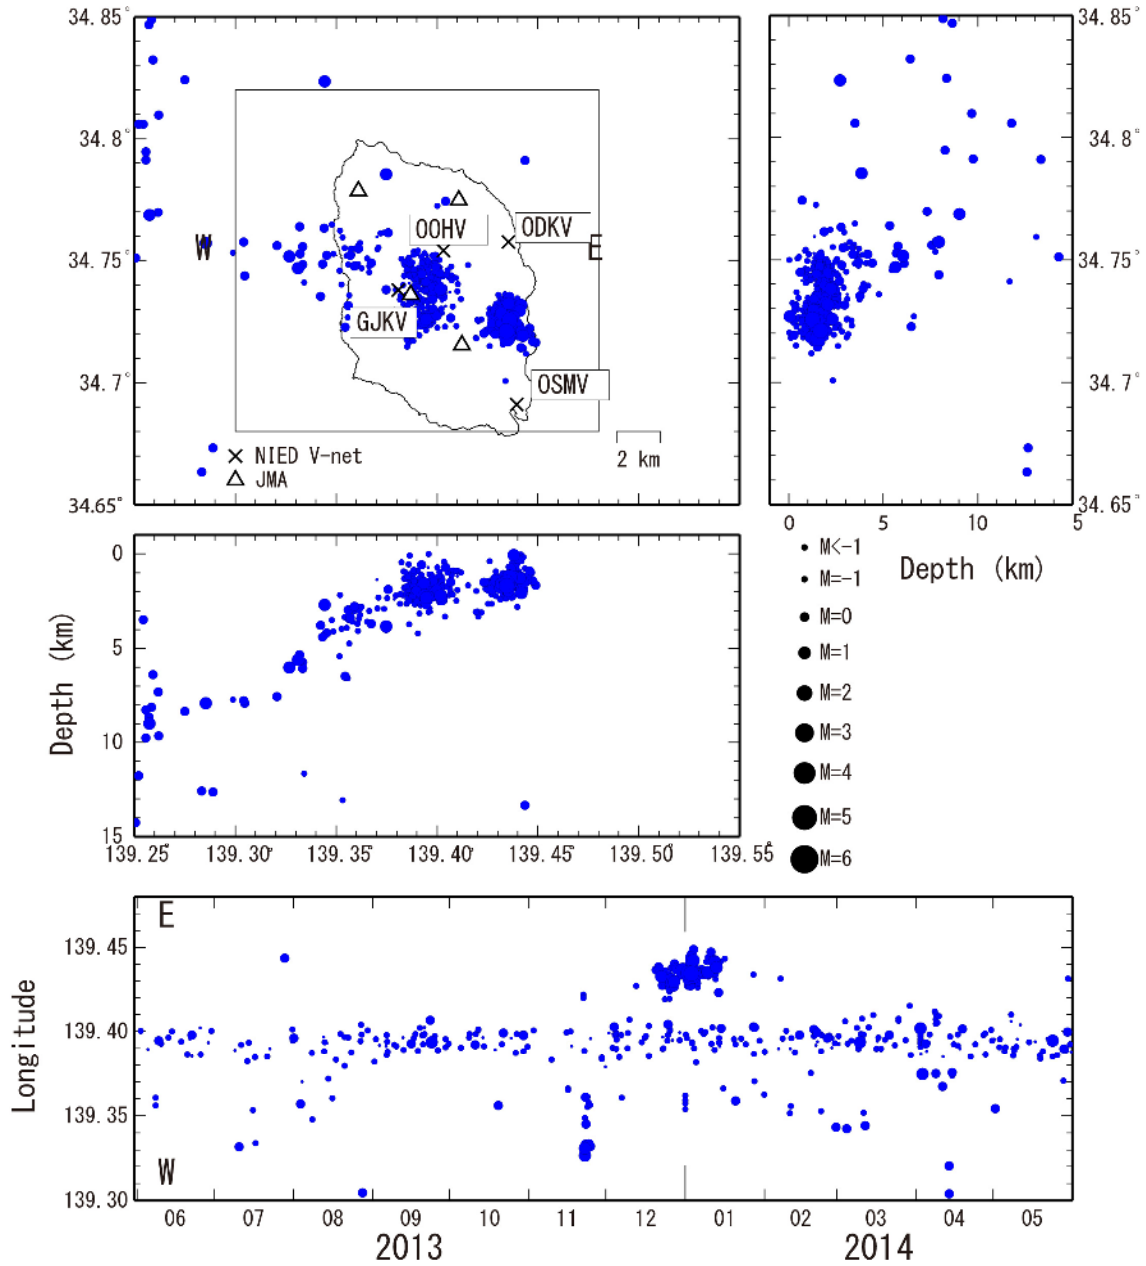 34.85°
34.8°
34.75°
34.7°
34.65°
W
E
OOHV
ODKV
GJKV
OSMV
NIED V-net
JMA
2 km
34.85°
34.8°
34.75°
34.7°
34.65°
0 5 10 5
Depth (km)
M<-1
M=-1
M=0
M=1
M=2
M=3
M=4
M=5
M=6
Depth (km)
0
5
10
15
139.25 139.30° 139.35° 139.40° 139.45° 139.50 139.55°
Longitude
E
W
139.45
139.40
139.35
139.30
06 07 08 09 10 11 12 01 02 03 04 05
2013 2014